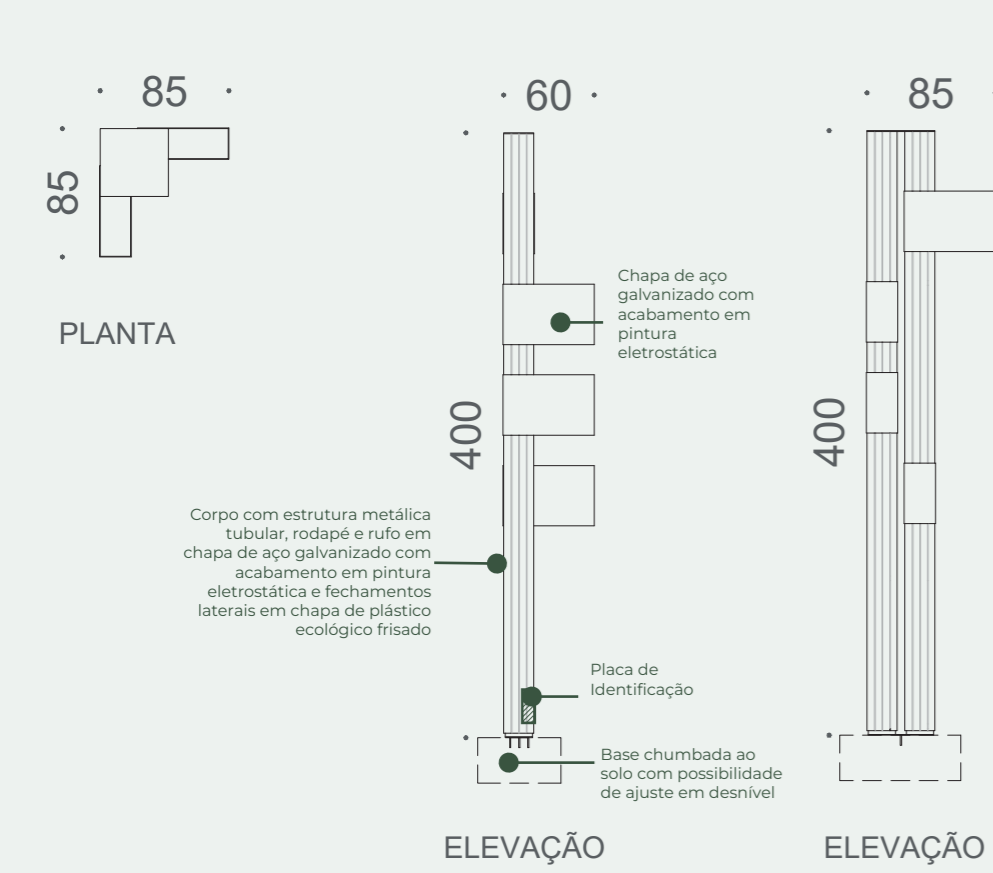 85
85
PLANTA
60
400
Chapa de aço
galvanizado com
acabamento em
pintura
eletrostática
Corpo com estrutura metálica
tubular, rodapé e rufo em
chapa de aço galvanizado com
acabamento em pintura
eletrostática e fechamentos
laterais em chapa de plástico
ecológico frisado
Placa de
Identificação
Base chumbada ao
solo com possibilidade
de ajuste em desnível
ELEVAÇÃO
85
400
ELEVAÇÃO